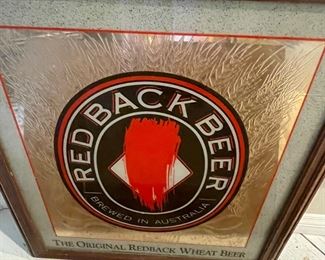 RED BACK BEER
BREWED IN AUSTRALIA
THE ORIGINAL REDBACK WHEAT BEER